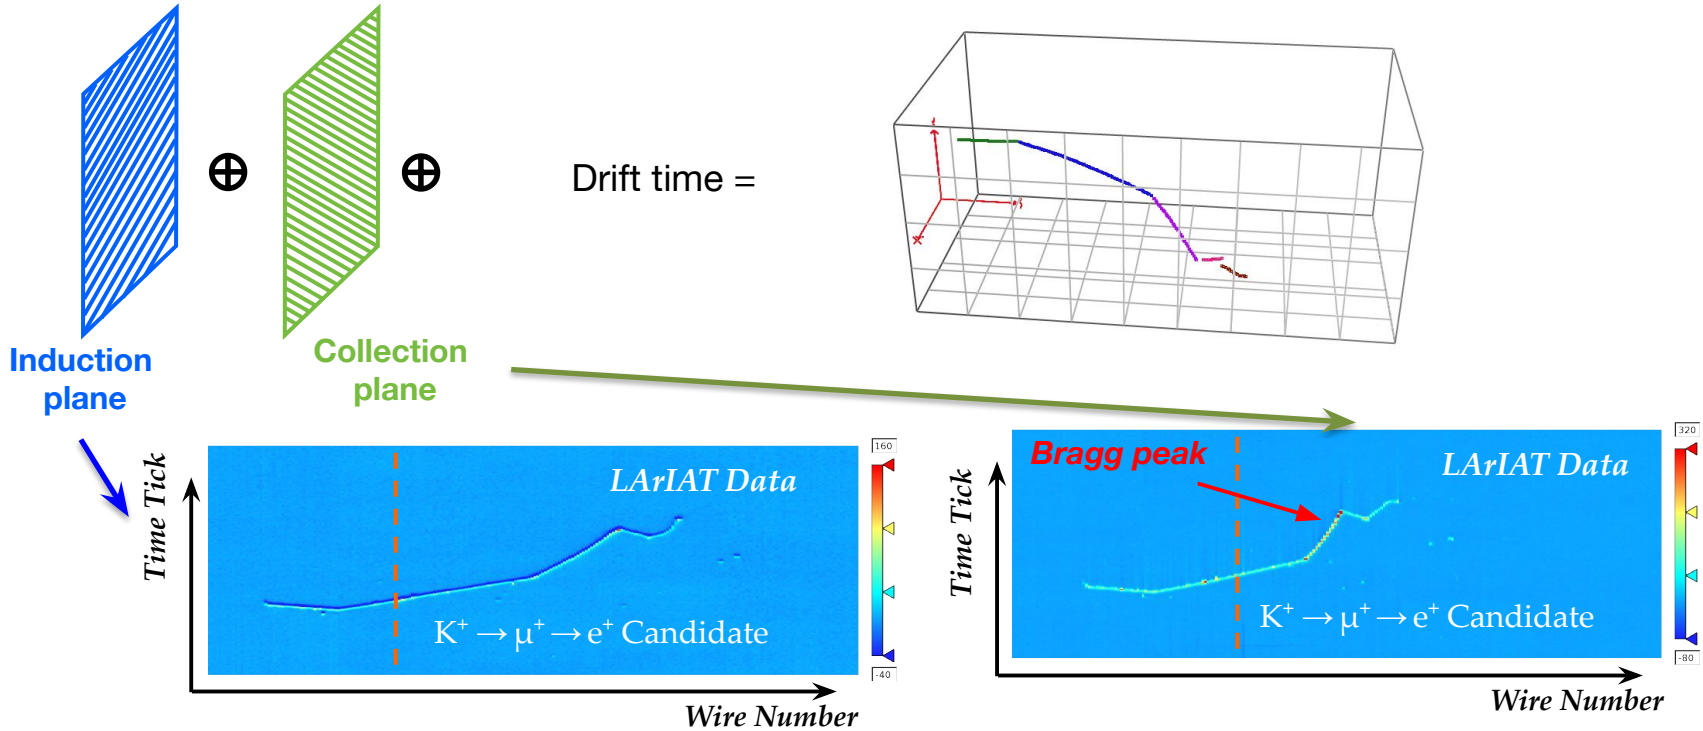 ⊕
⊕
Drift time =
Induction
plane
Collection
plane
Time Tick
LArIAT Data
K⁺ → μ⁺ → e⁺ Candidate
160
-40
Wire Number
Time Tick
Bragg peak
LArIAT Data
K⁺ → μ⁺ → e⁺ Candidate
320
-80
Wire Number